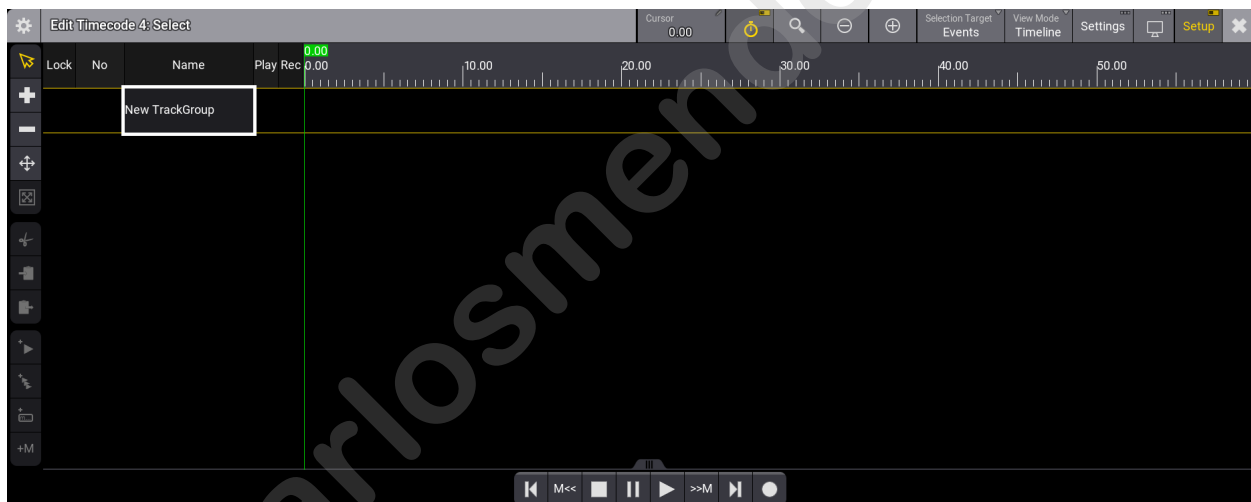 Edit Timecode 4: Select
Cursor
0.00
Selection Target
Events
View Mode
Timeline
Settings
Setup
Lock No Name Play Rec
0.00
0.00 10.00 20.00 30.00 40.00 50.00
New TrackGroup
+M
M<< >>M